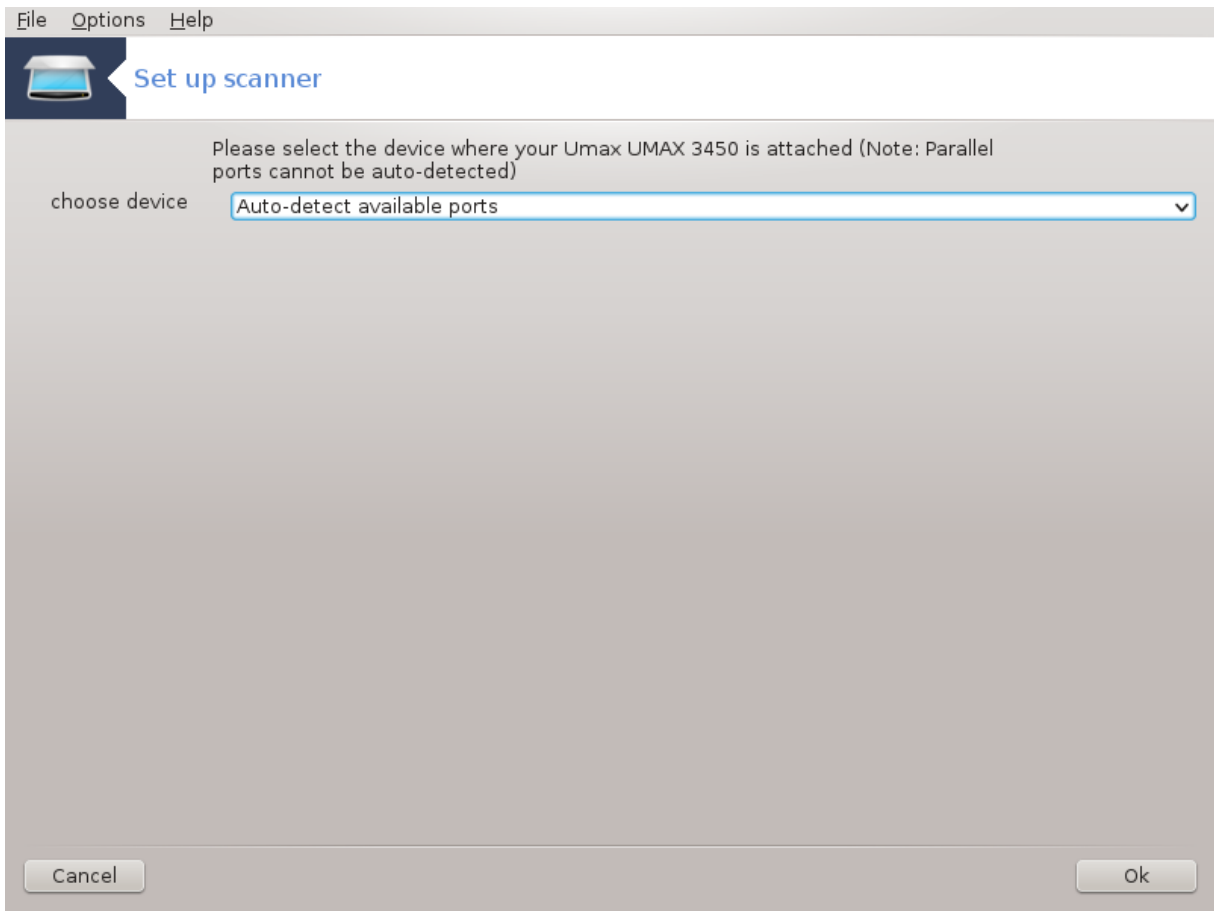 File Options Help
Set up scanner
Please select the device where your Umax UMAX 3450 is attached (Note: Parallel
ports cannot be auto-detected)
choose device
Auto-detect available ports
Cancel
Ok